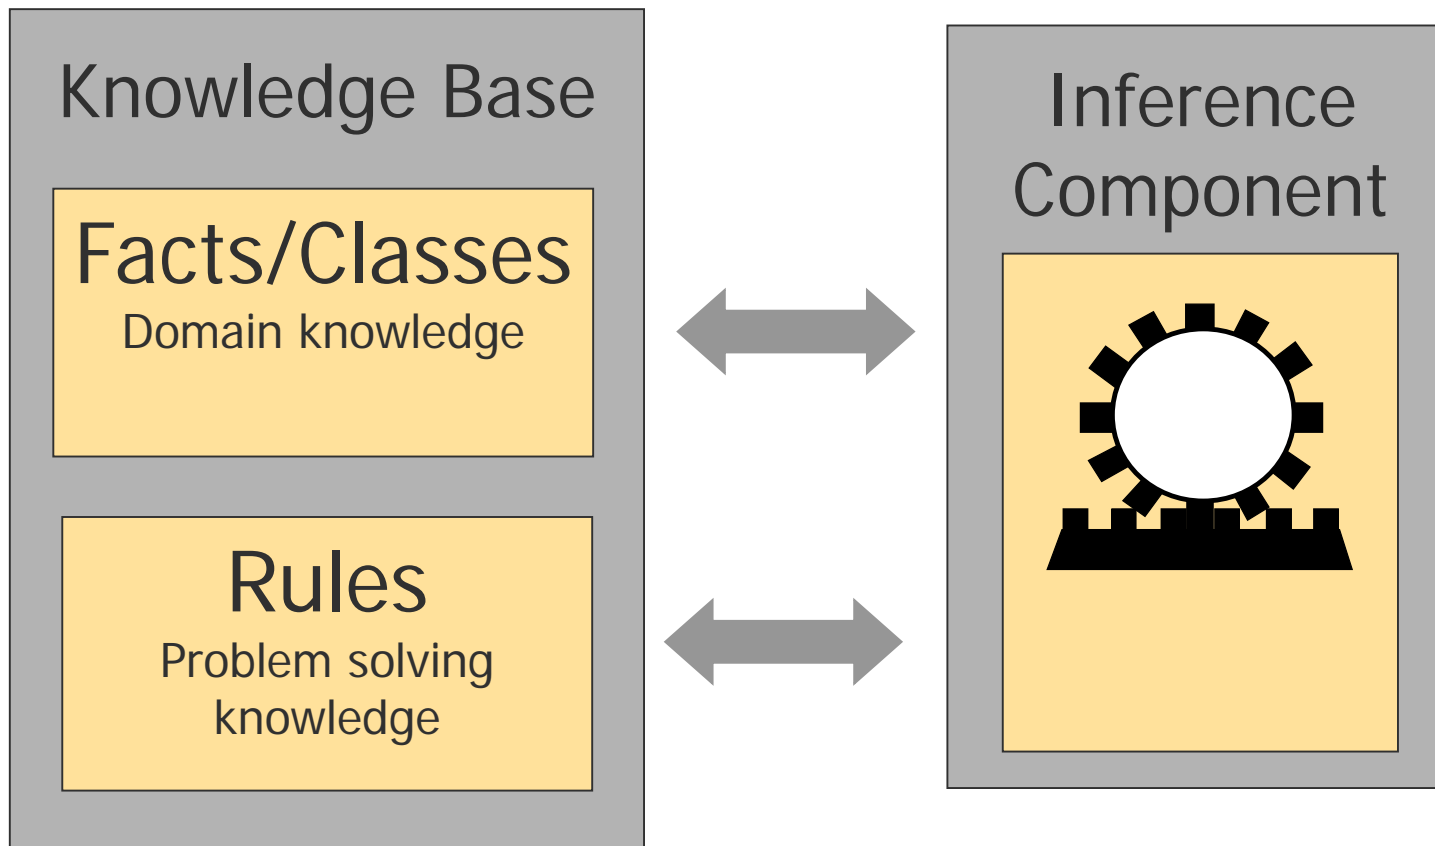 Knowledge Base
Facts/Classes
Domain knowledge
Rules
Problem solving
knowledge
Inference
Component